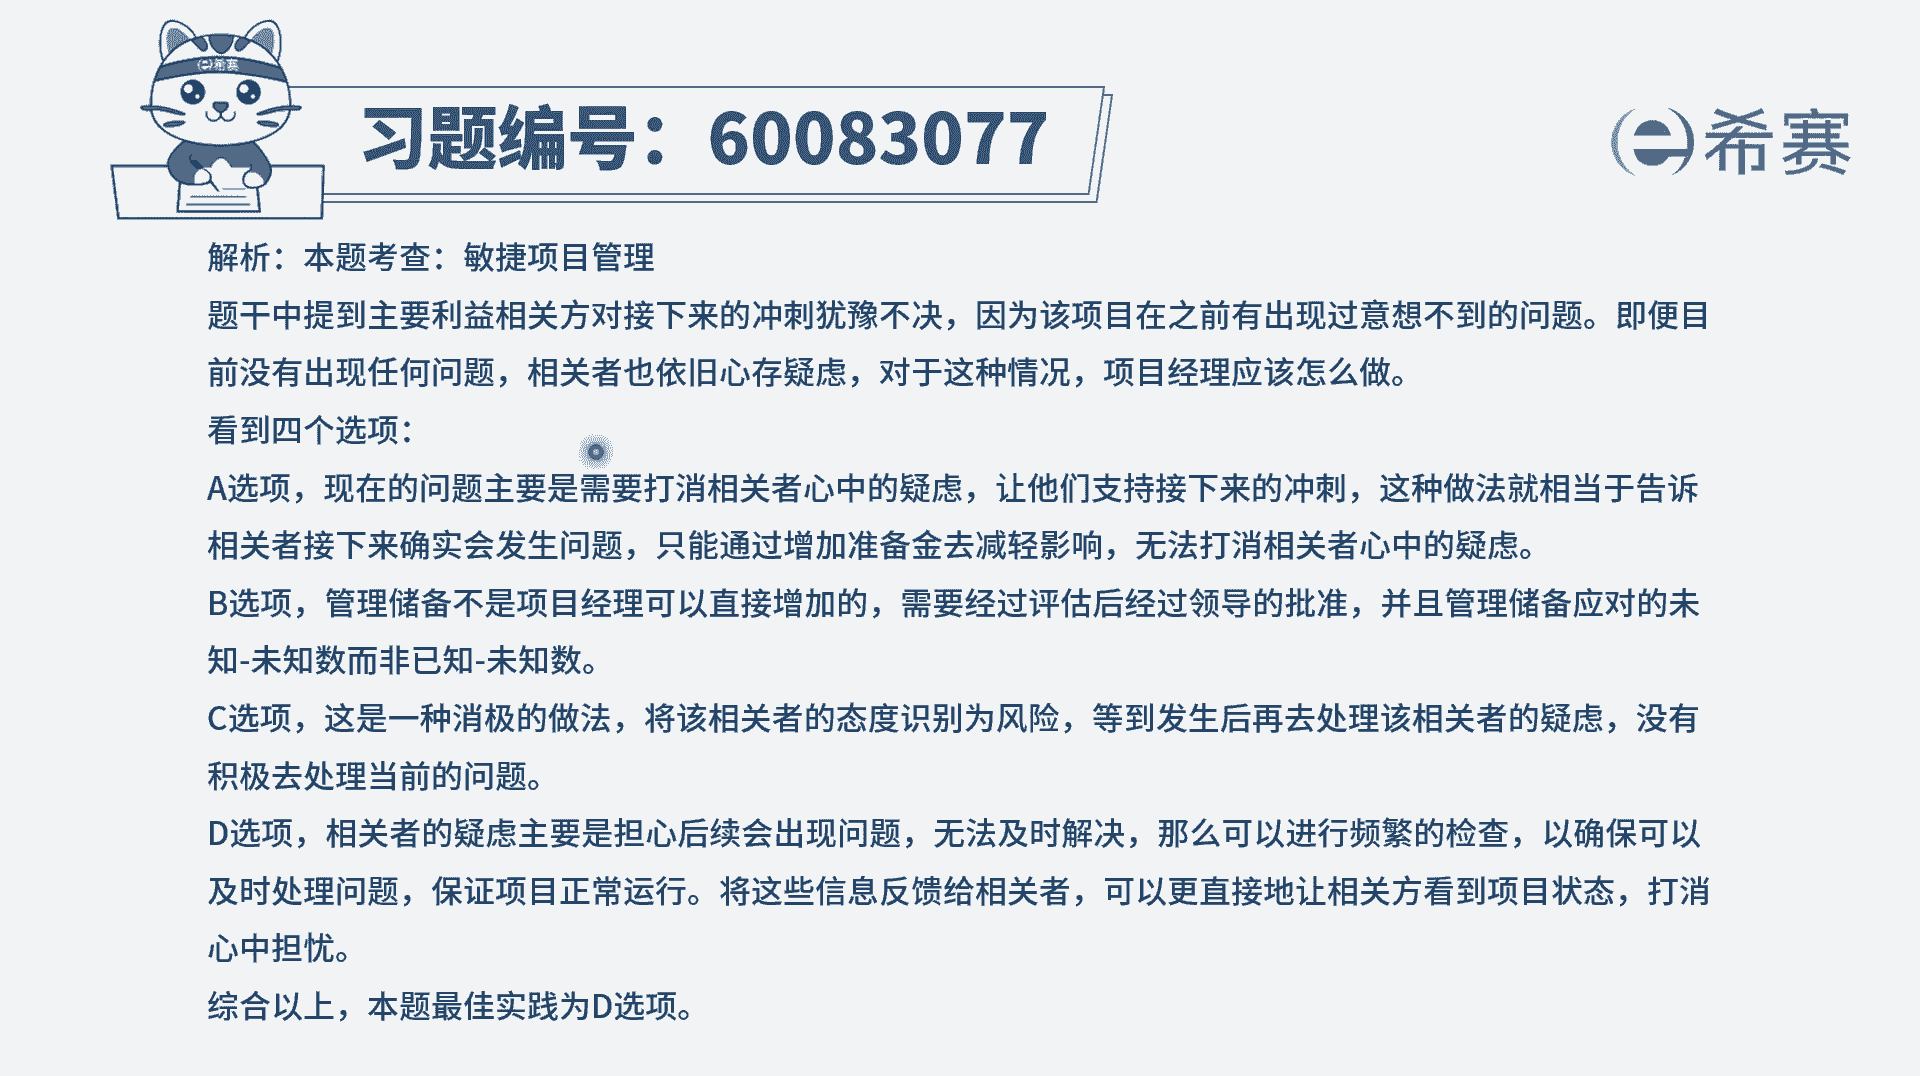 e希赛
习题编号：60083077
e希赛
解析：本题考查：敏捷项目管理
题干中提到主要利益相关方对接下来的冲刺犹豫不决，因为该项目在之前有出现过意想不到的问题。即便目
前没有出现任何问题，相关者也依旧心存疑虑，对于这种情况，项目经理应该怎么做。
看到四个选项：
A选项，现在的问题主要是需要打消相关者心中的疑虑，让他们支持接下来的冲刺，这种做法就相当于告诉
相关者接下来确实会发生问题，只能通过增加准备金去减轻影响，无法打消相关者心中的疑虑。
B选项，管理储备不是项目经理可以直接增加的，需要经过评估后经过领导的批准，并且管理储备应对的未
知-未知数而非已知-未知数。
C选项，这是一种消极的做法，将该相关者的态度识别为风险，等到发生后再去处理该相关者的疑虑，没有
积极去处理当前的问题。
D选项，相关者的疑虑主要是担心后续会出现问题，无法及时解决，那么可以进行频繁的检查，以确保可以
及时处理问题，保证项目正常运行。将这些信息反馈给相关者，可以更直接地让相关方看到项目状态，打消
心中担忧。
综合以上，本题最佳实践为D选项。